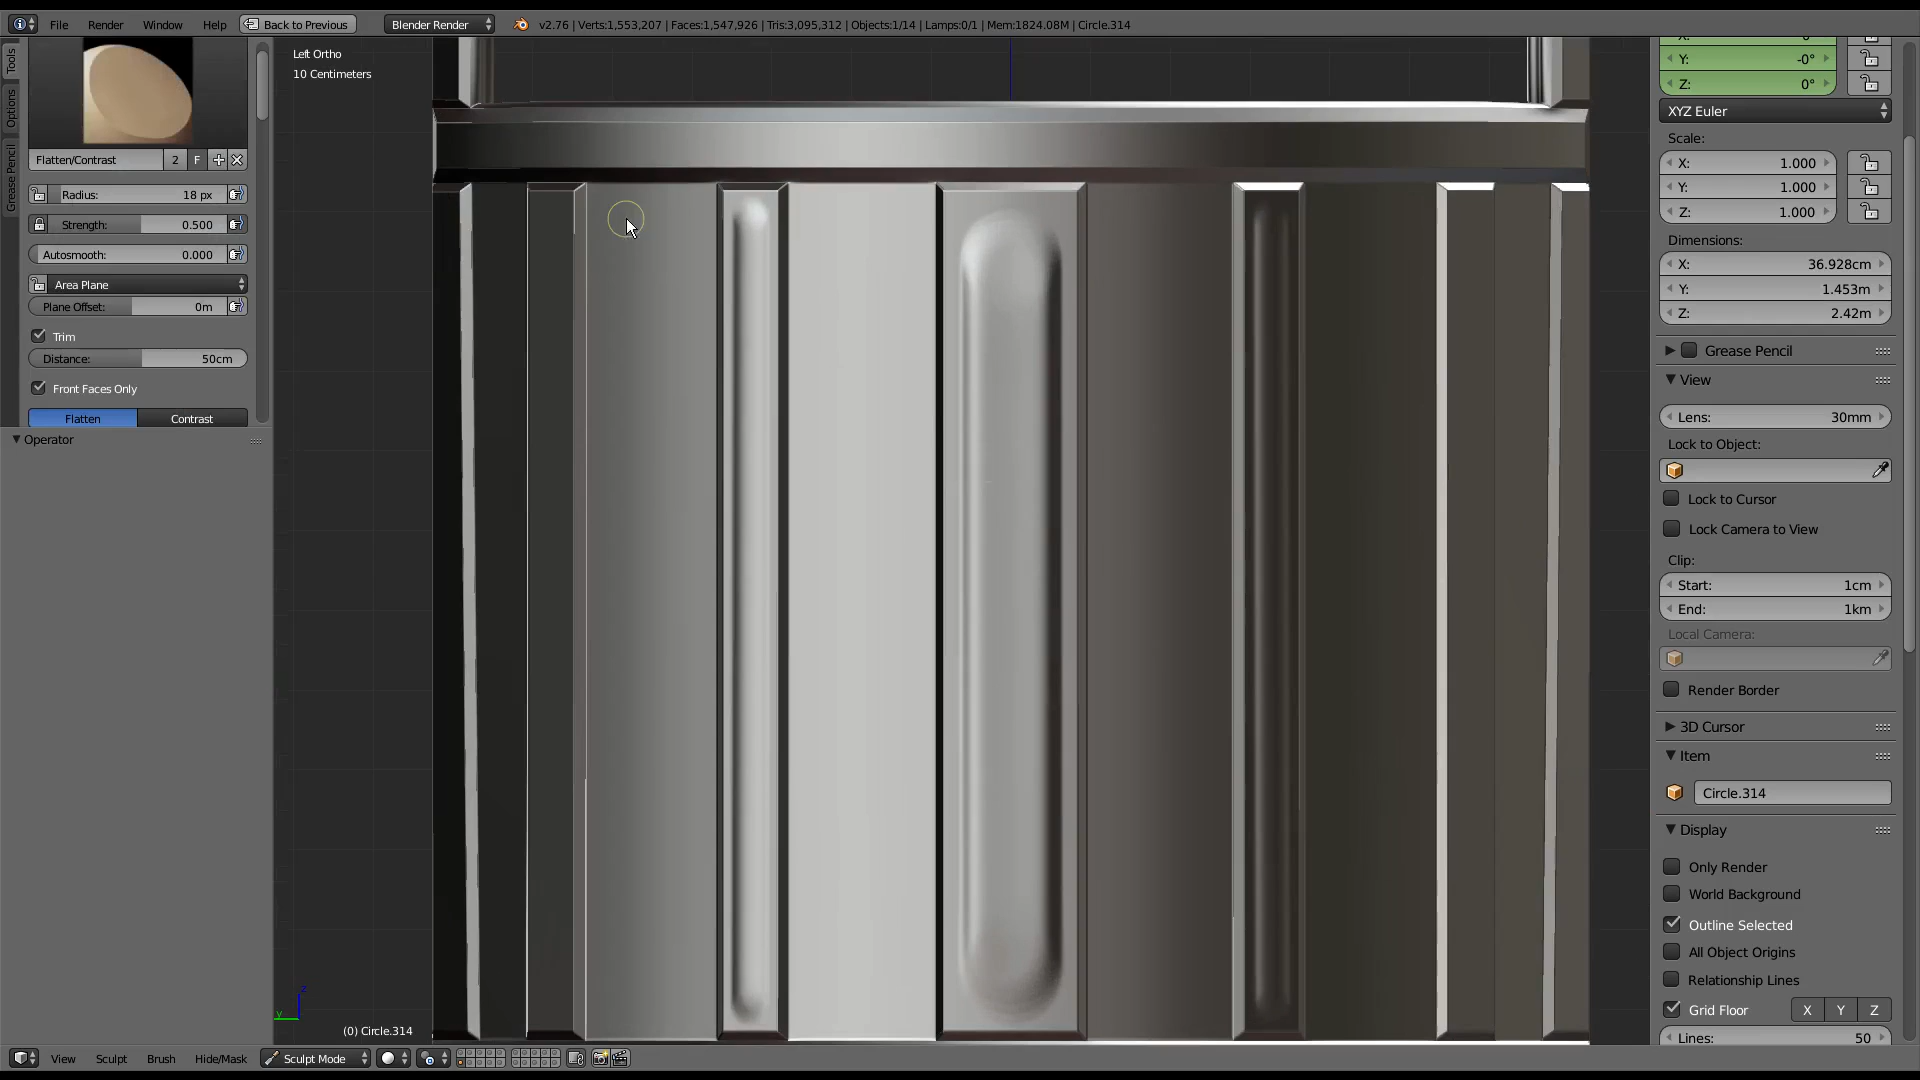 File Render Window Help Back to Previous Blender Render v2.76 | Verts:1,553,207 | Faces:1,547,926 | Tris:3,095,312 | Objects:1/14 | Lamps:0/1 | Mem:1824.08M | Circle.314
Tools
Options
Grease Pencil
Flatten/Contrast 2 F
Radius: 18 px
Strength: 0.500
Autosmooth: 0.000
Area Plane
Plane Offset: 0m
Trim
Distance: 50cm
Front Faces Only
Flatten Contrast
Operator
Left Ortho
10 Centimeters
z
y
(0) Circle.314
Y: -0°
Z: 0°
XYZ Euler
Scale:
X: 1.000
Y: 1.000
Z: 1.000
Dimensions:
X: 36.928cm
Y: 1.453m
Z: 2.42m
Grease Pencil
View
Lens: 30mm
Lock to Object:
Lock to Cursor
Lock Camera to View
Clip:
Start: 1cm
End: 1km
Local Camera:
Render Border
3D Cursor
Item
Circle.314
Display
Only Render
World Background
Outline Selected
All Object Origins
Relationship Lines
Grid Floor X Y Z
Lines: 50
View Sculpt Brush Hide/Mask Sculpt Mode